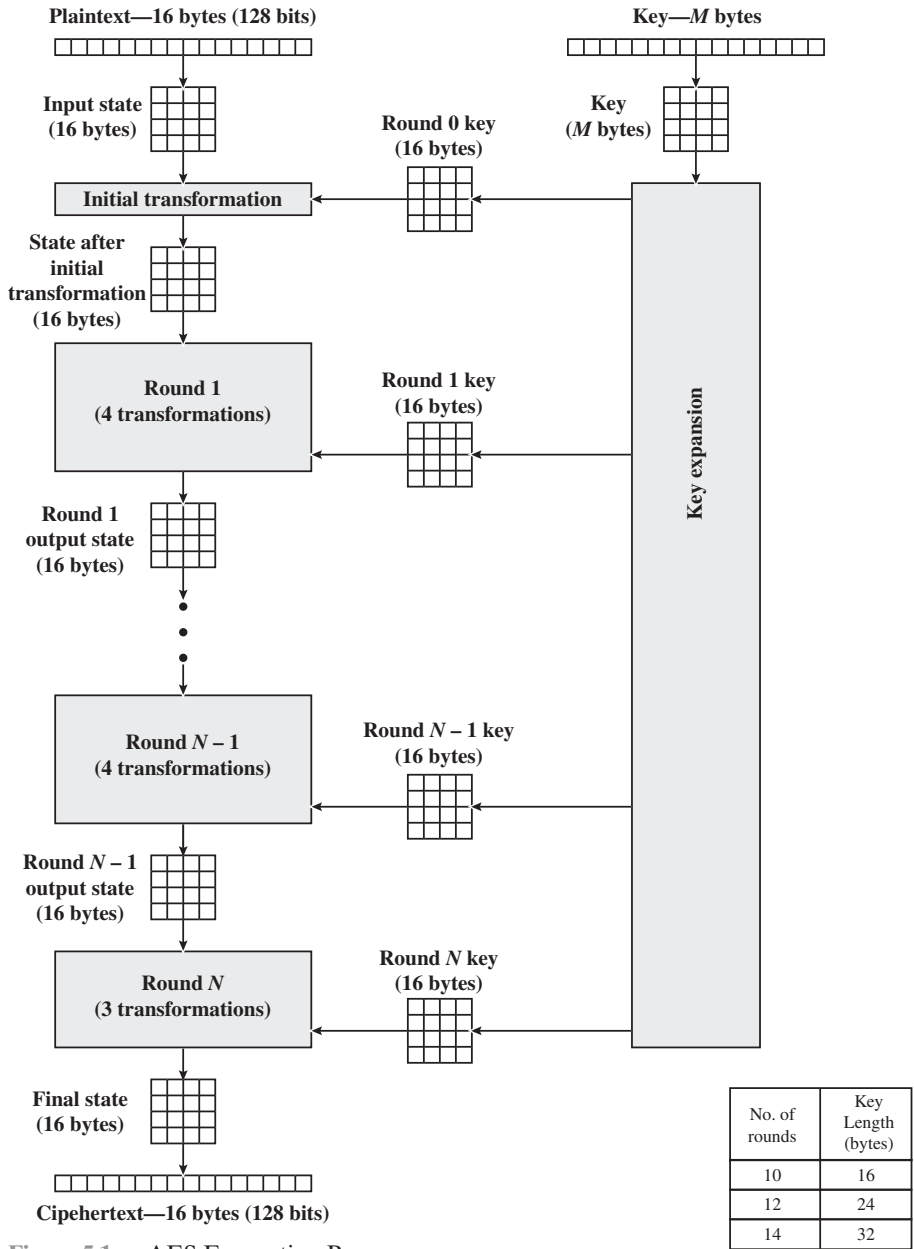 Plaintext—16 bytes (128 bits)
Key—M bytes
Input state
(16 bytes)
Key
(M bytes)
Round 0 key
(16 bytes)
Initial transformation
State after
initial
transformation
(16 bytes)
Round 1
(4 transformations)
Round 1 key
(16 bytes)
Key expansion
Round 1
output state
(16 bytes)
Round N – 1
(4 transformations)
Round N – 1 key
(16 bytes)
Round N – 1
output state
(16 bytes)
Round N
(3 transformations)
Round N key
(16 bytes)
Final state
(16 bytes)
Cipehertext—16 bytes (128 bits)
No. of
rounds
Key
Length
(bytes)
10 16
12 24
14 32